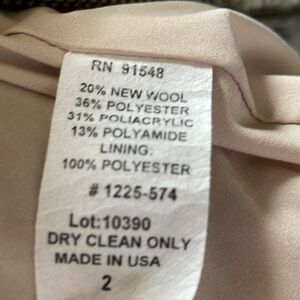 RN 91548
20% NEW WOOL
36% POLYESTER
31% POLIACRYLIC
13% POLYAMIDE
LINING:
100% POLYESTER
# 1225-574
Lot:10390
DRY CLEAN ONLY
MADE IN USA
2